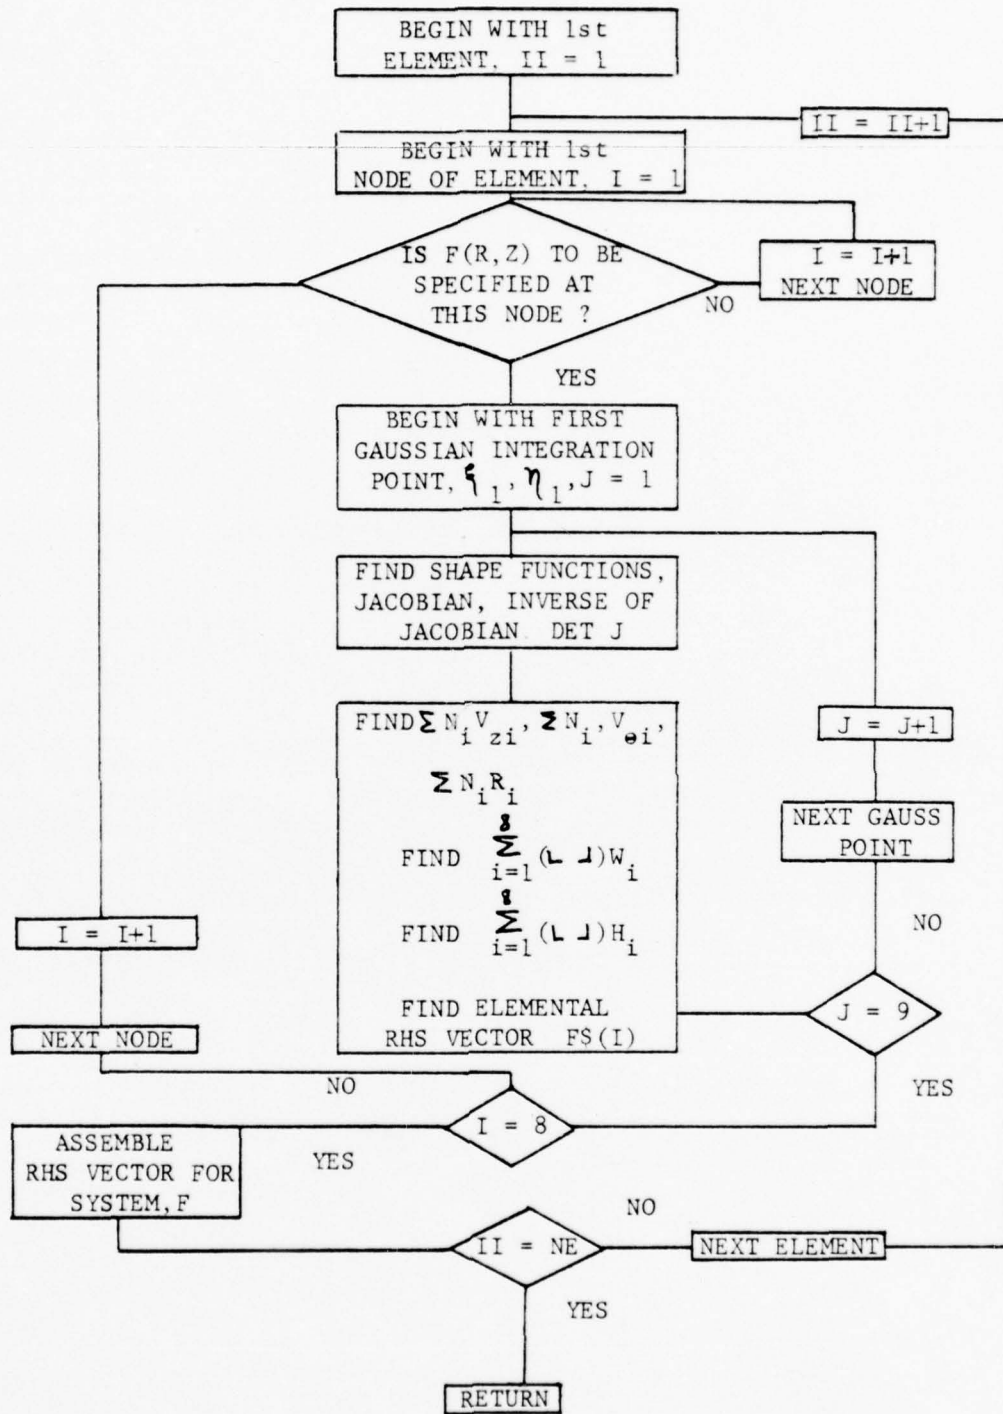 BEGIN WITH 1st
ELEMENT, II = 1
II = II+1
BEGIN WITH 1st
NODE OF ELEMENT, I = 1
IS F(R,Z) TO BE
SPECIFIED AT
THIS NODE ?
I = I+1
NEXT NODE
NO
YES
BEGIN WITH FIRST
GAUSSIAN INTEGRATION
POINT, ξ1, η1, J = 1
FIND SHAPE FUNCTIONS,
JACOBIAN, INVERSE OF
JACOBIAN DET J
FIND Σ NiVzi, Σ Ni, Vθi,
Σ NiRi
FIND Σ8i=1 (⌞ ⌟)Wi
FIND Σ8i=1 (⌞ ⌟)Hi
FIND ELEMENTAL
RHS VECTOR F$(I)
J = J+1
NEXT GAUSS
POINT
NO
J = 9
YES
I = I+1
NEXT NODE
NO
I = 8
YES
ASSEMBLE
RHS VECTOR FOR
SYSTEM, F
II = NE
NO
NEXT ELEMENT
YES
RETURN